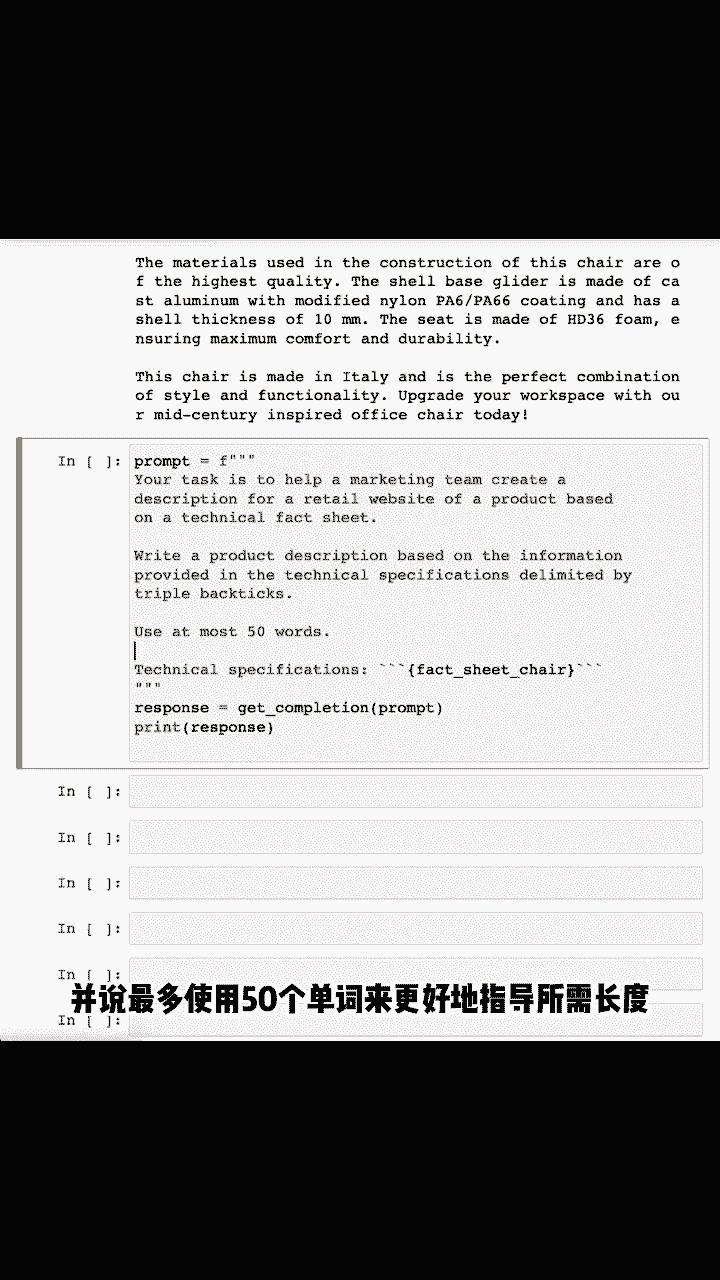 The materials used in the construction of this chair are o
f the highest quality. The shell base glider is made of ca
st aluminum with modified nylon PA6/PA66 coating and has a
shell thickness of 10 mm. The seat is made of HD36 foam, e
nsuring maximum comfort and durability.
This chair is made in Italy and is the perfect combination
of style and functionality. Upgrade your workspace with ou
r mid-century inspired office chair today!
In [ ]: prompt = f"""
Your task is to help a marketing team create a
description for a retail website of a product based
on a technical fact sheet.
Write a product description based on the information
provided in the technical specifications delimited by
triple backticks.
Use at most 50 words.
Technical specifications: ```{fact_sheet_chair}```
"""
response = get_completion(prompt)
print(response)
In [ ]:
In [ ]:
In [ ]:
In [ ]:
In [ ]:
并说最多使用50个单词来更好地指导所需长度
In [ ]: